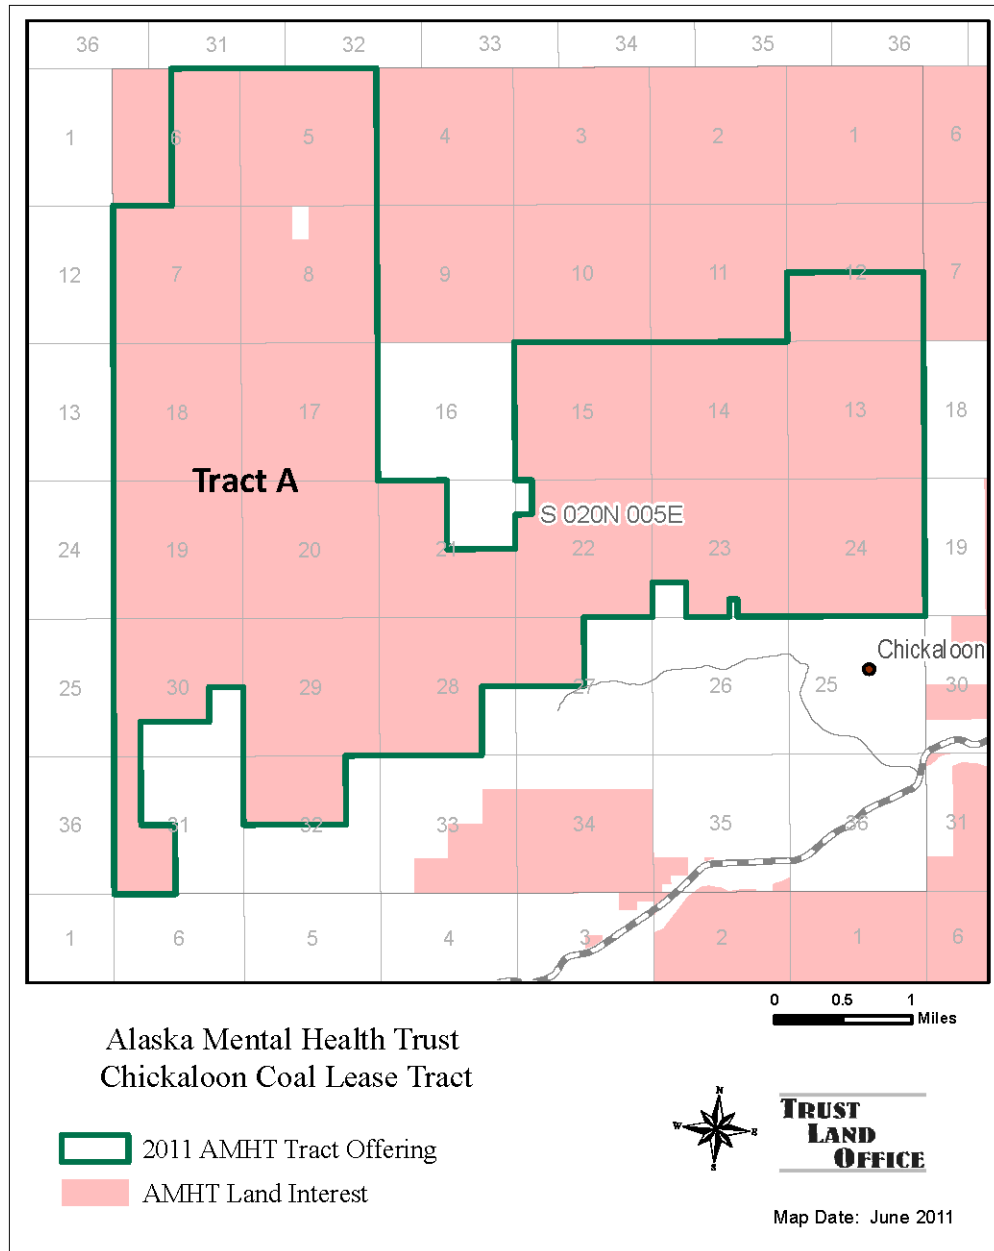 36 31 32 33 34 35 36
1 6 5 4 3 2 1 6
12 7 8 9 10 11 12 7
13 18 17 16 15 14 13 18
Tract A
S 020N 005E
24 19 20 21 22 23 24 19
Chickaloon
25 30 29 28 27 26 25 30
36 31 32 33 34 35 36 31
1 6 5 4 3 2 1 6
0 0.5 1
Miles
Alaska Mental Health Trust
Chickaloon Coal Lease Tract
2011 AMHT Tract Offering
AMHT Land Interest
N
W E
S
TRUST
LAND
OFFICE
Map Date: June 2011